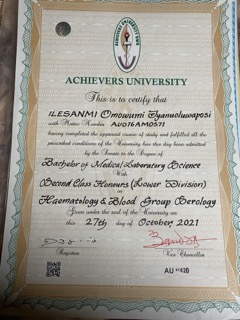 ACHIEVERS UNIVERSITY
This is to certify that
ILESANMI Omowumi Iyanuoluwaposi
with Matric Number AU016AM0571
having completed the approved course of study and fulfilled all the
prescribed conditions of the University has this day been admitted
by the Senate to the Degree of
Bachelor of Medical Laboratory Science
With
Second Class Honours (Lower Division)
in
Haematology & Blood Group Serology
Given under the seal of the University on
this 27th day of October, 2021
Registrar Vice Chancellor
AU